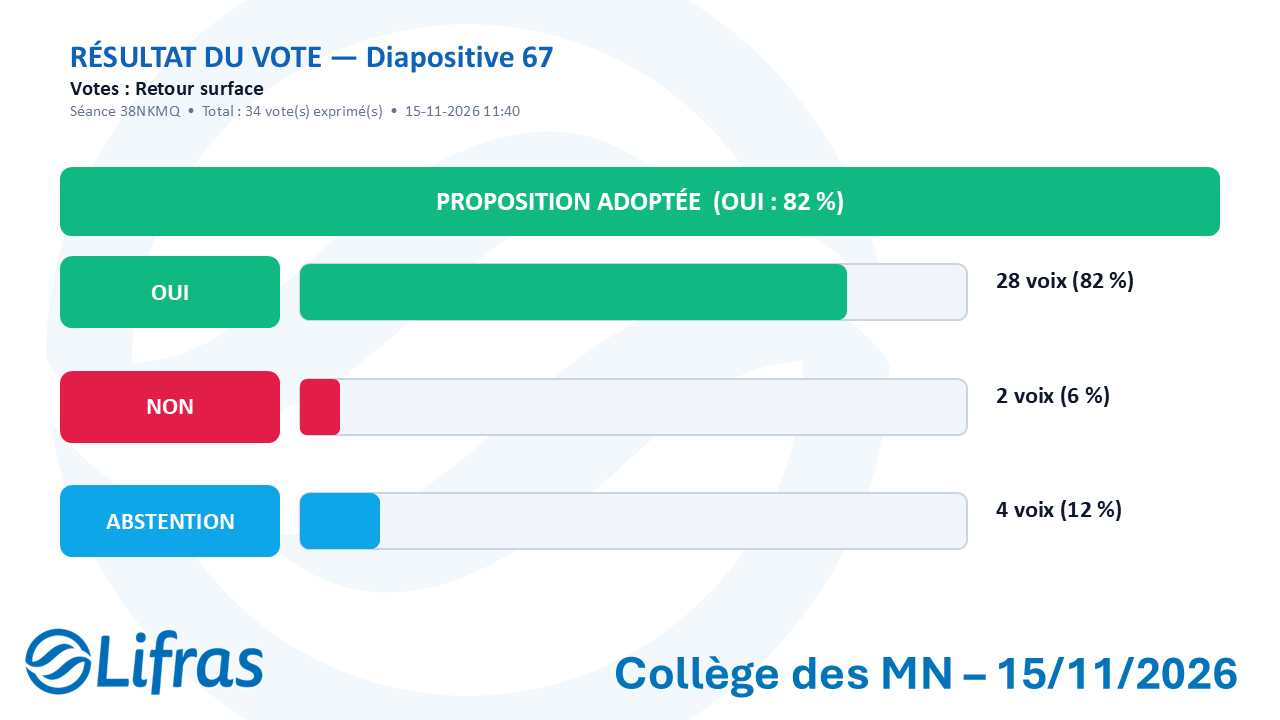 RÉSULTAT DU VOTE — Diapositive 67
Votes : Retour surface
Séance 38NKMQ • Total : 34 vote(s) exprimé(s) • 15-11-2026 11:40
PROPOSITION ADOPTÉE (OUI : 82 %)
OUI
28 voix (82 %)
NON
2 voix (6 %)
ABSTENTION
4 voix (12 %)
Lifras
Collège des MN – 15/11/2026